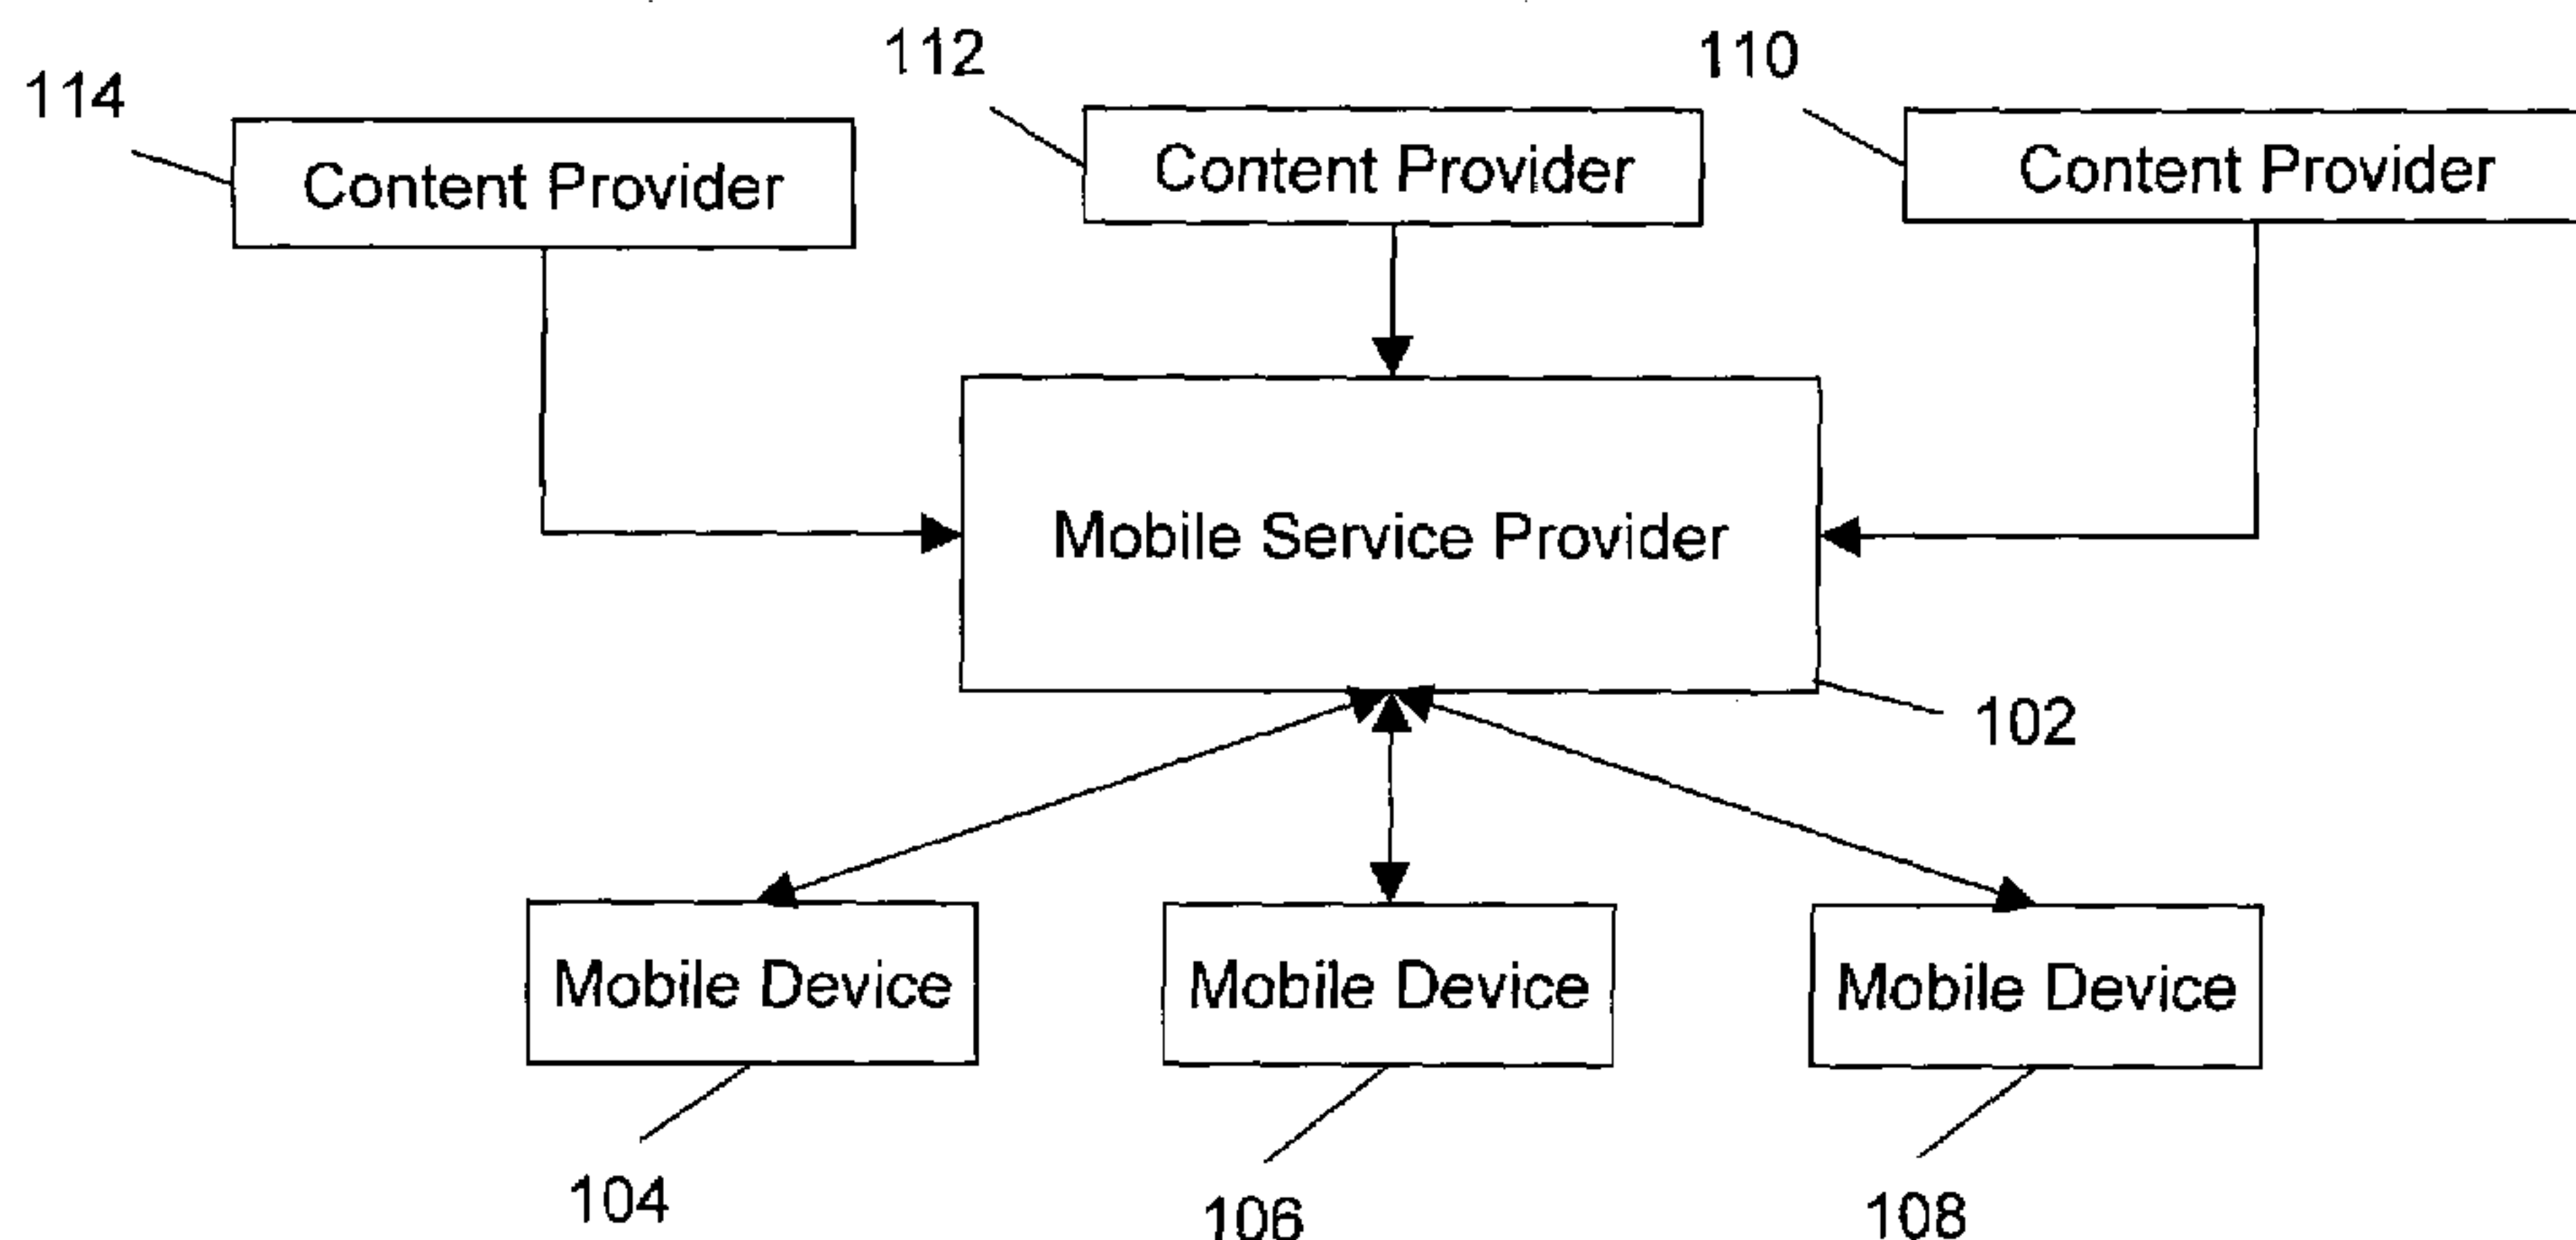 114
112
110
Content Provider
Content Provider
Content Provider
Mobile Service Provider
102
Mobile Device
Mobile Device
Mobile Device
104
106
108